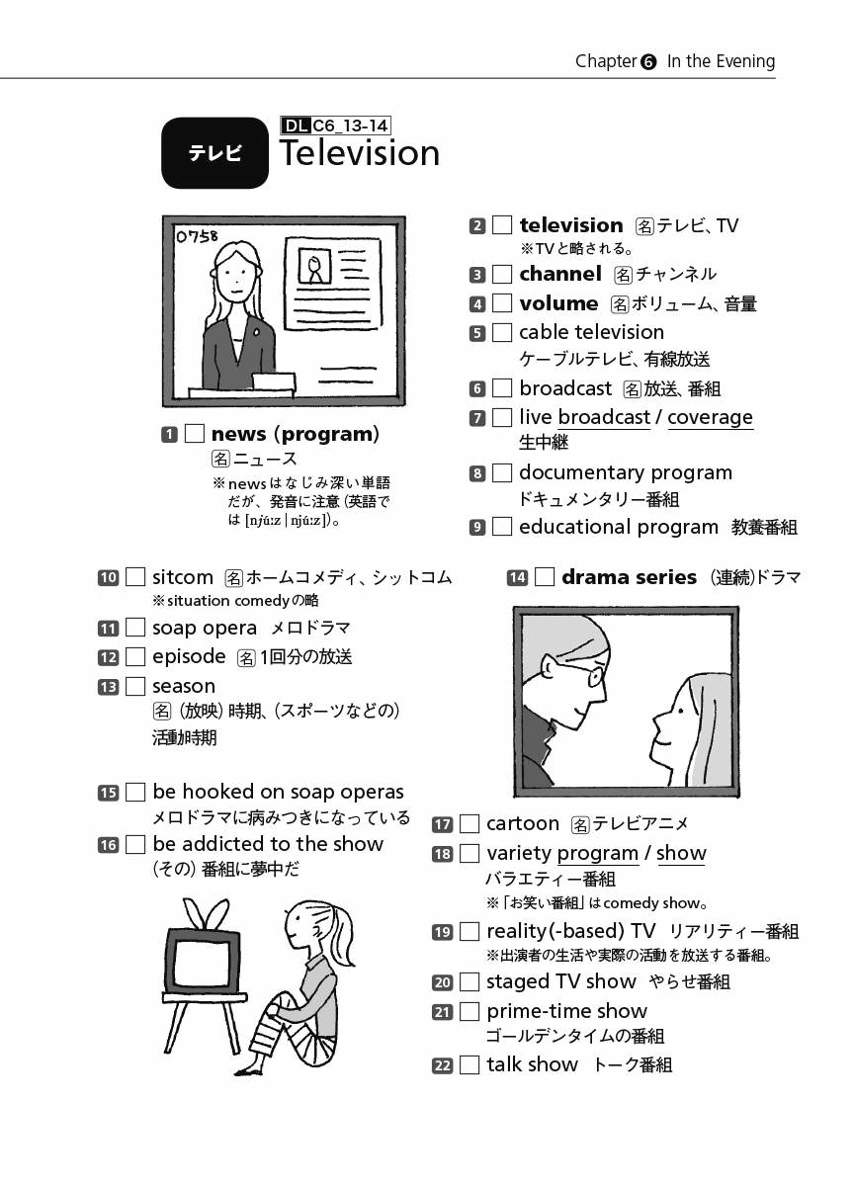 Chapter❻ In the Evening
テレビ
DL C6_13-14
Television
0758
1 □ news (program)
名 ニュース
※newsはなじみ深い単語
だが、発音に注意（英語で
は [njúːz | njúːz]）。
2 □ television 名 テレビ、TV
※TVと略される。
3 □ channel 名 チャンネル
4 □ volume 名 ボリューム、音量
5 □ cable television
ケーブルテレビ、有線放送
6 □ broadcast 名 放送、番組
7 □ live broadcast / coverage
生中継
8 □ documentary program
ドキュメンタリー番組
9 □ educational program 教養番組
10 □ sitcom 名 ホームコメディ、シットコム
※situation comedyの略
11 □ soap opera メロドラマ
12 □ episode 名 1回分の放送
13 □ season
名（放映）時期、（スポーツなどの）
活動時期
14 □ drama series （連続）ドラマ
15 □ be hooked on soap operas
メロドラマに病みつきになっている
16 □ be addicted to the show
（その）番組に夢中だ
17 □ cartoon 名 テレビアニメ
18 □ variety program / show
バラエティー番組
※「お笑い番組」はcomedy show。
19 □ reality(-based) TV リアリティー番組
※出演者の生活や実際の活動を放送する番組。
20 □ staged TV show やらせ番組
21 □ prime-time show
ゴールデンタイムの番組
22 □ talk show トーク番組